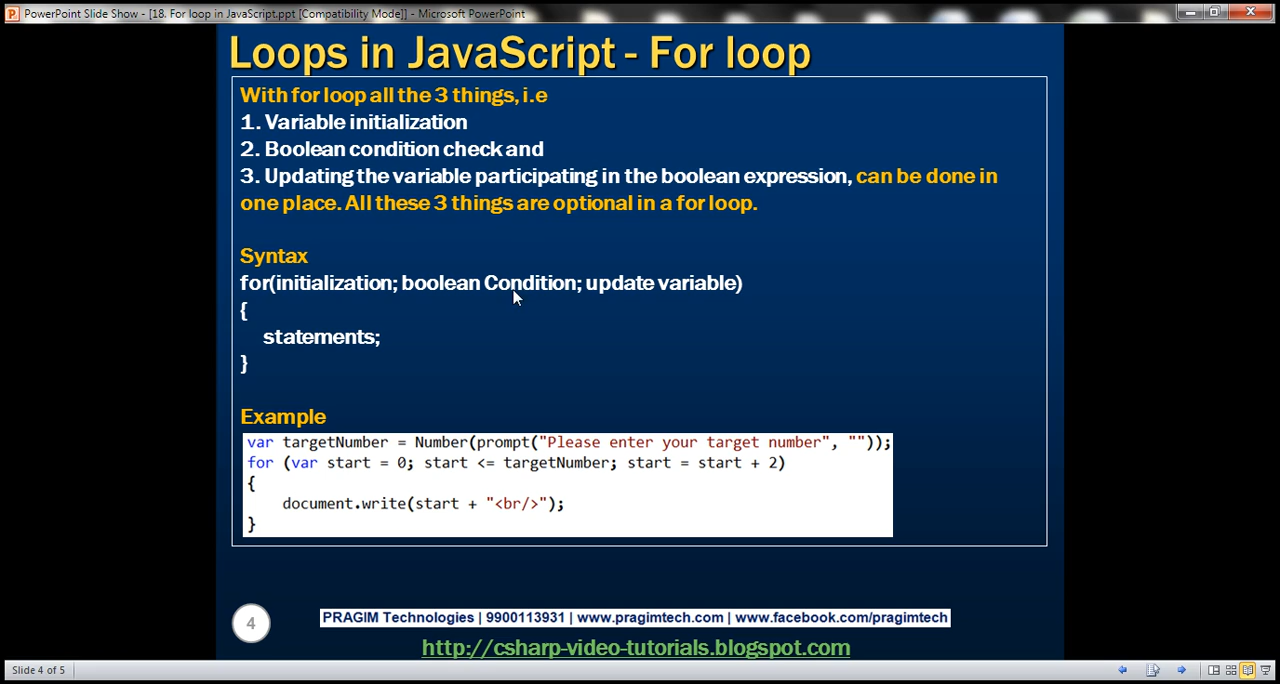 PowerPoint Slide Show - [18. For loop in JavaScript.ppt [Compatibility Mode]] - Microsoft PowerPoint
Loops in JavaScript - For loop
With for loop all the 3 things, i.e
1. Variable initialization
2. Boolean condition check and
3. Updating the variable participating in the boolean expression, can be done in
one place. All these 3 things are optional in a for loop.
Syntax
for(initialization; boolean Condition; update variable)
{
statements;
}
Example
var targetNumber = Number(prompt("Please enter your target number", ""));
for (var start = 0; start <= targetNumber; start = start + 2)
{
document.write(start + "<br/>");
}
4
PRAGIM Technologies | 9900113931 | www.pragimtech.com | www.facebook.com/pragimtech
http://csharp-video-tutorials.blogspot.com
Slide 4 of 5